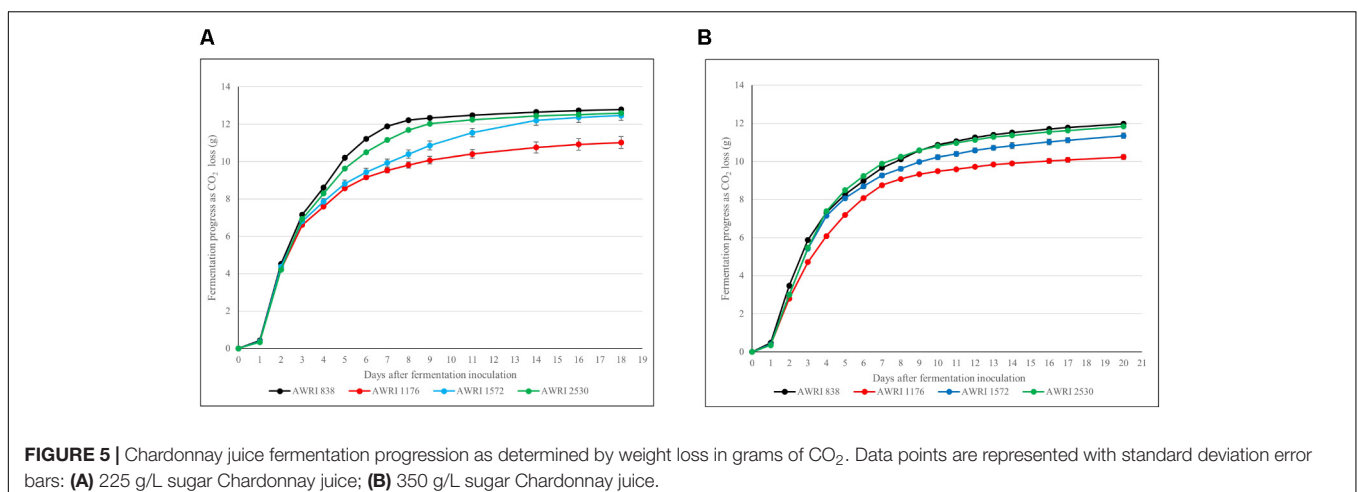 A
B
Fermentation progress as CO2 loss (g)
14
12
10
8
6
4
2
0
0 1 2 3 4 5 6 7 8 9 10 11 12 13 14 15 16 17 18 19
Days after fermentation inoculation
AWRI 838 AWRI 1176 AWRI 1572 AWRI 2530
Fermentation progress as CO2 loss (g)
14
12
10
8
6
4
2
0
0 1 2 3 4 5 6 7 8 9 10 11 12 13 14 15 16 17 18 19 20 21
Days after fermentation inoculation
AWRI 838 AWRI 1176 AWRI 1572 AWRI 2530
FIGURE 5 | Chardonnay juice fermentation progression as determined by weight loss in grams of CO2. Data points are represented with standard deviation error
bars: (A) 225 g/L sugar Chardonnay juice; (B) 350 g/L sugar Chardonnay juice.